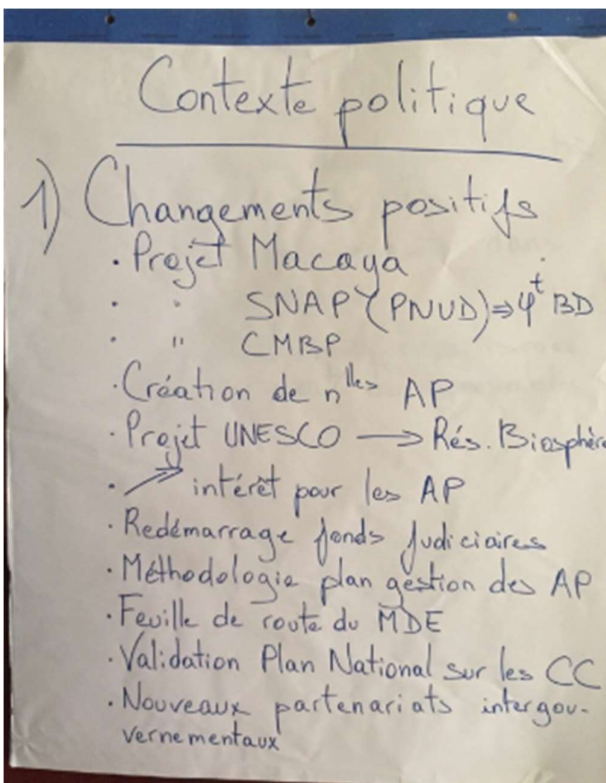 Contexte politique
1) Changements positifs
· Projet Macaya
· " SNAP (PNUD) ⇒ φᵗ BD
· " CMBP
· Création de nlles AP
· Projet UNESCO → Rés. Biosphère
· ↗ intérêt pour les AP
· Redémarrage fonds judiciaires
· Méthodologie plan gestion des AP
· Feuille de route du MDE
· Validation Plan National sur les CC
· Nouveaux partenariats intergou-
vernementaux